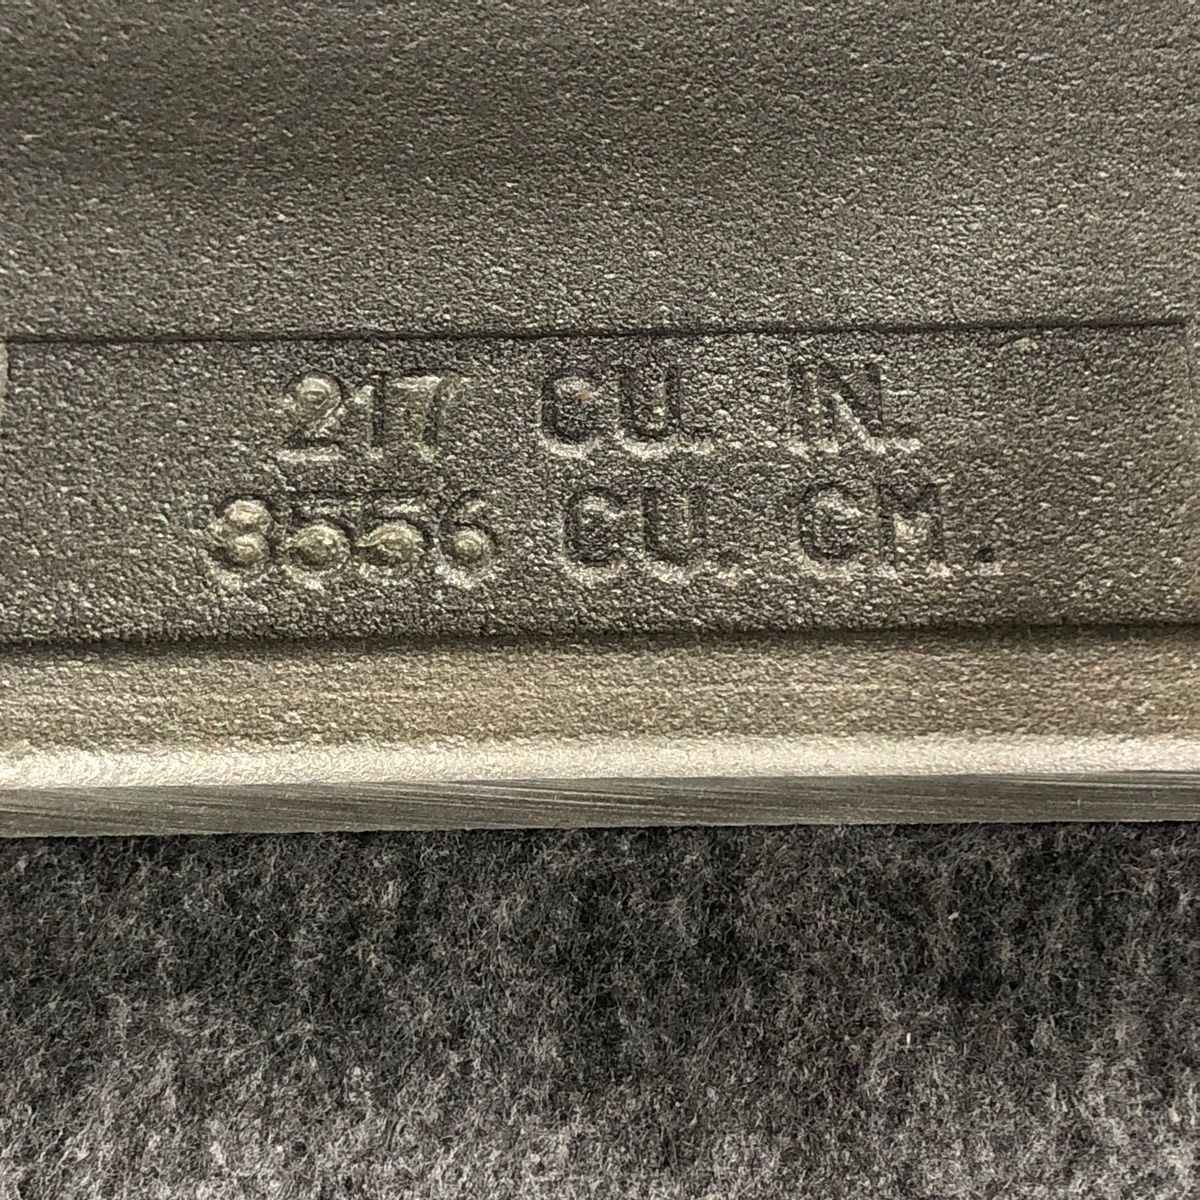 217 CU. IN.
3556 CU. CM.